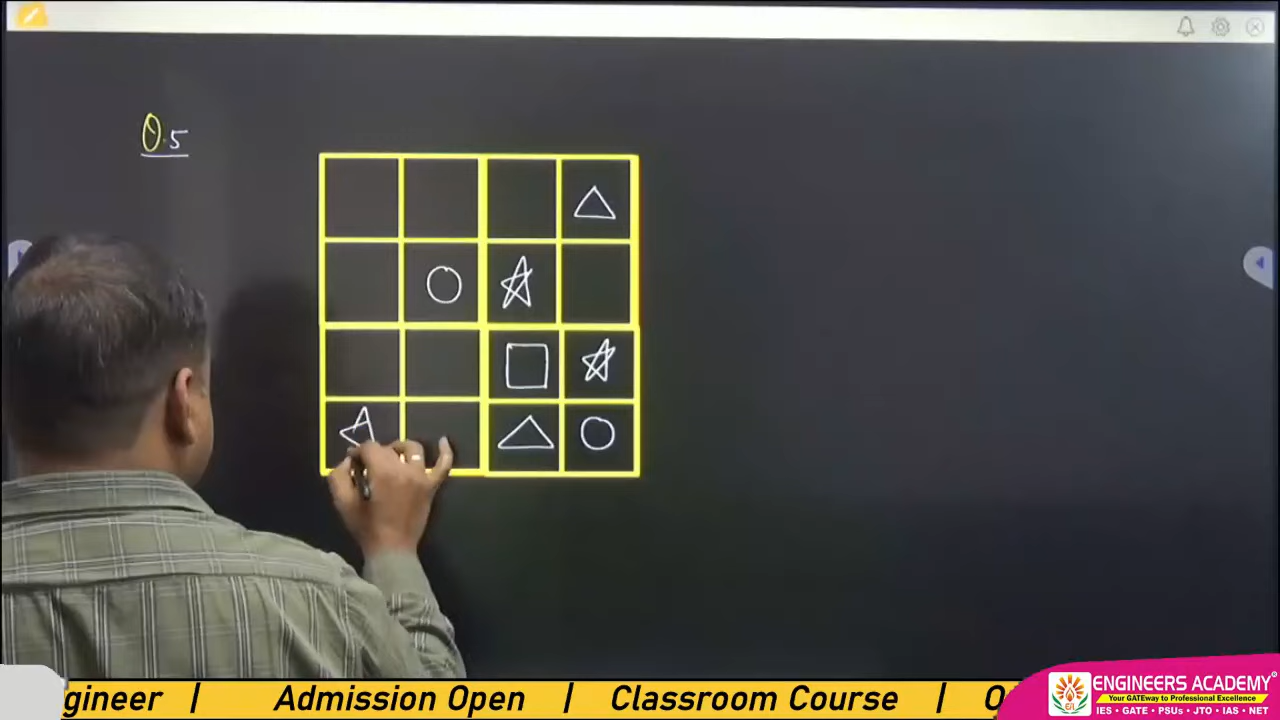 Q.5
gineer | Admission Open | Classroom Course |
ENGINEERS ACADEMY®
Your GATEway to Professional Excellence
IES • GATE • PSUs • JTO • IAS • NET